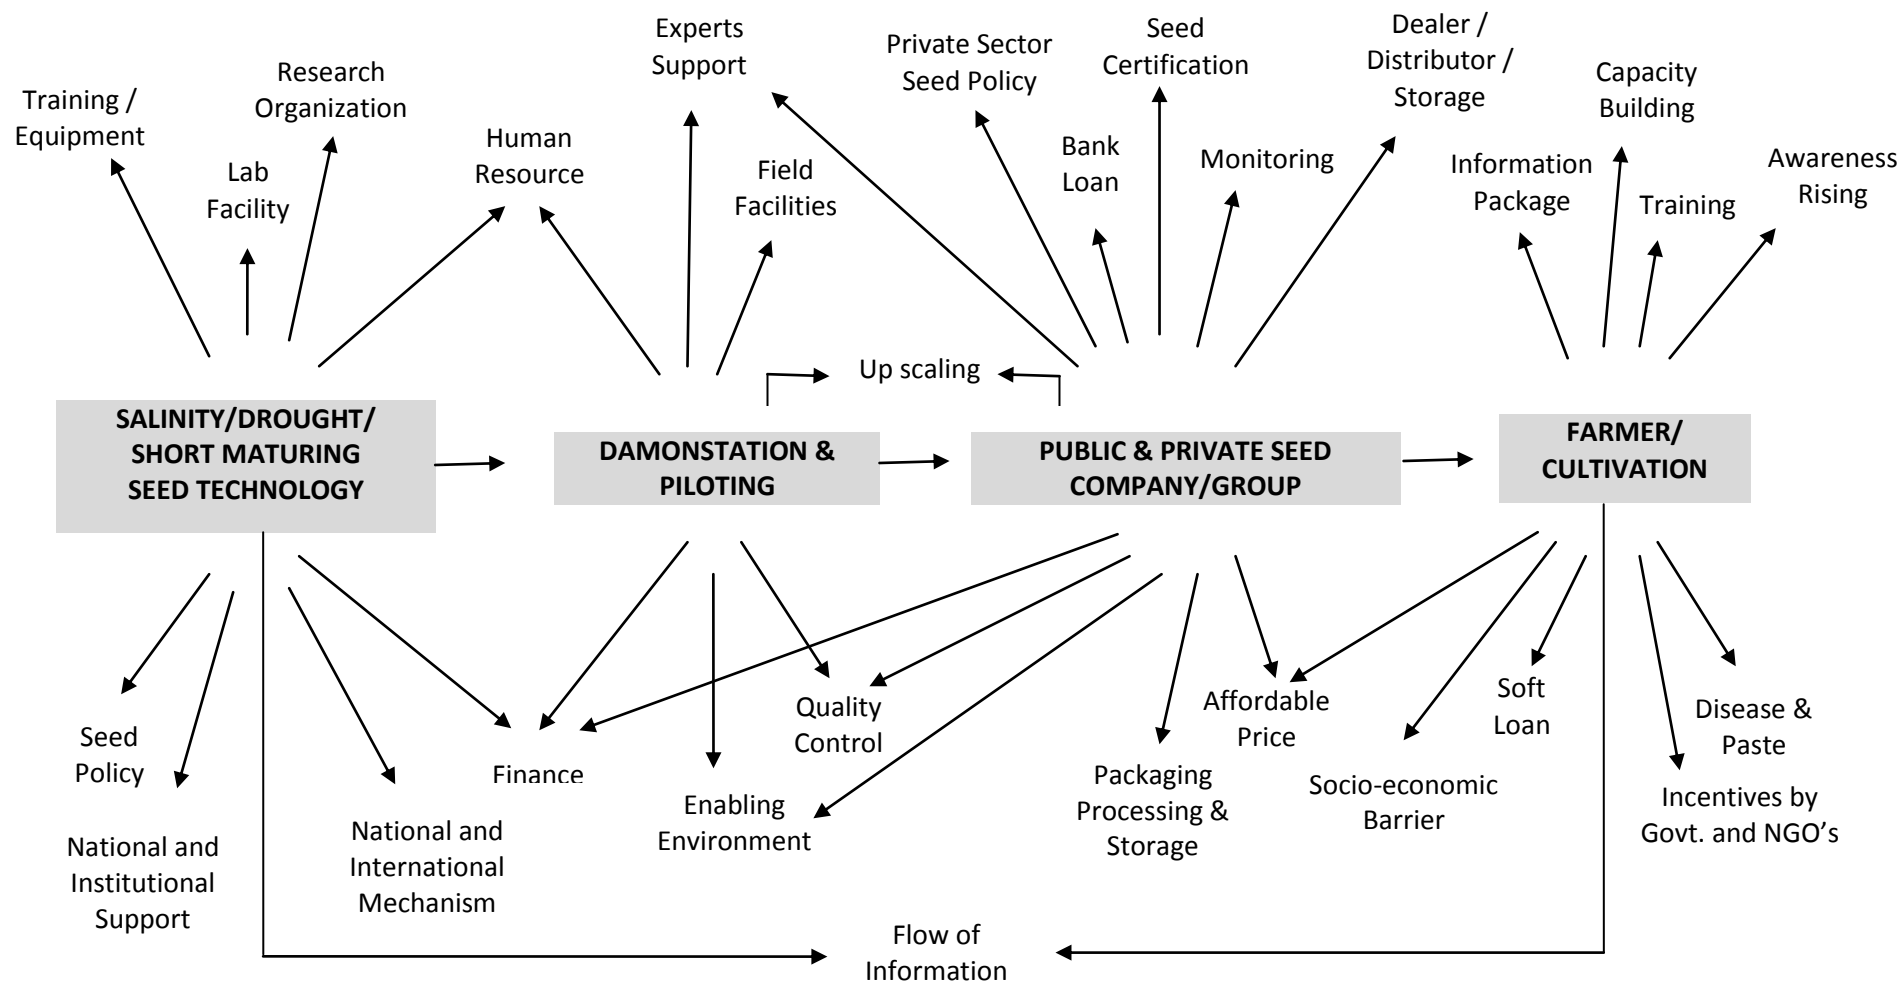 Training /
Equipment
Research
Organization
Lab
Facility
Human
Resource
Experts
Support
Field
Facilities
Private Sector
Seed Policy
Seed
Certification
Bank
Loan
Monitoring
Dealer /
Distributor /
Storage
Capacity
Building
Information
Package
Training
Awareness
Rising
Up scaling
SALINITY/DROUGHT/
SHORT MATURING
SEED TECHNOLOGY
DAMONSTATION &
PILOTING
PUBLIC & PRIVATE SEED
COMPANY/GROUP
FARMER/
CULTIVATION
Seed
Policy
National and
Institutional
Support
National and
International
Mechanism
Finance
Enabling
Environment
Quality
Control
Packaging
Processing &
Storage
Affordable
Price
Socio-economic
Barrier
Soft
Loan
Disease &
Paste
Incentives by
Govt. and NGO's
Flow of
Information